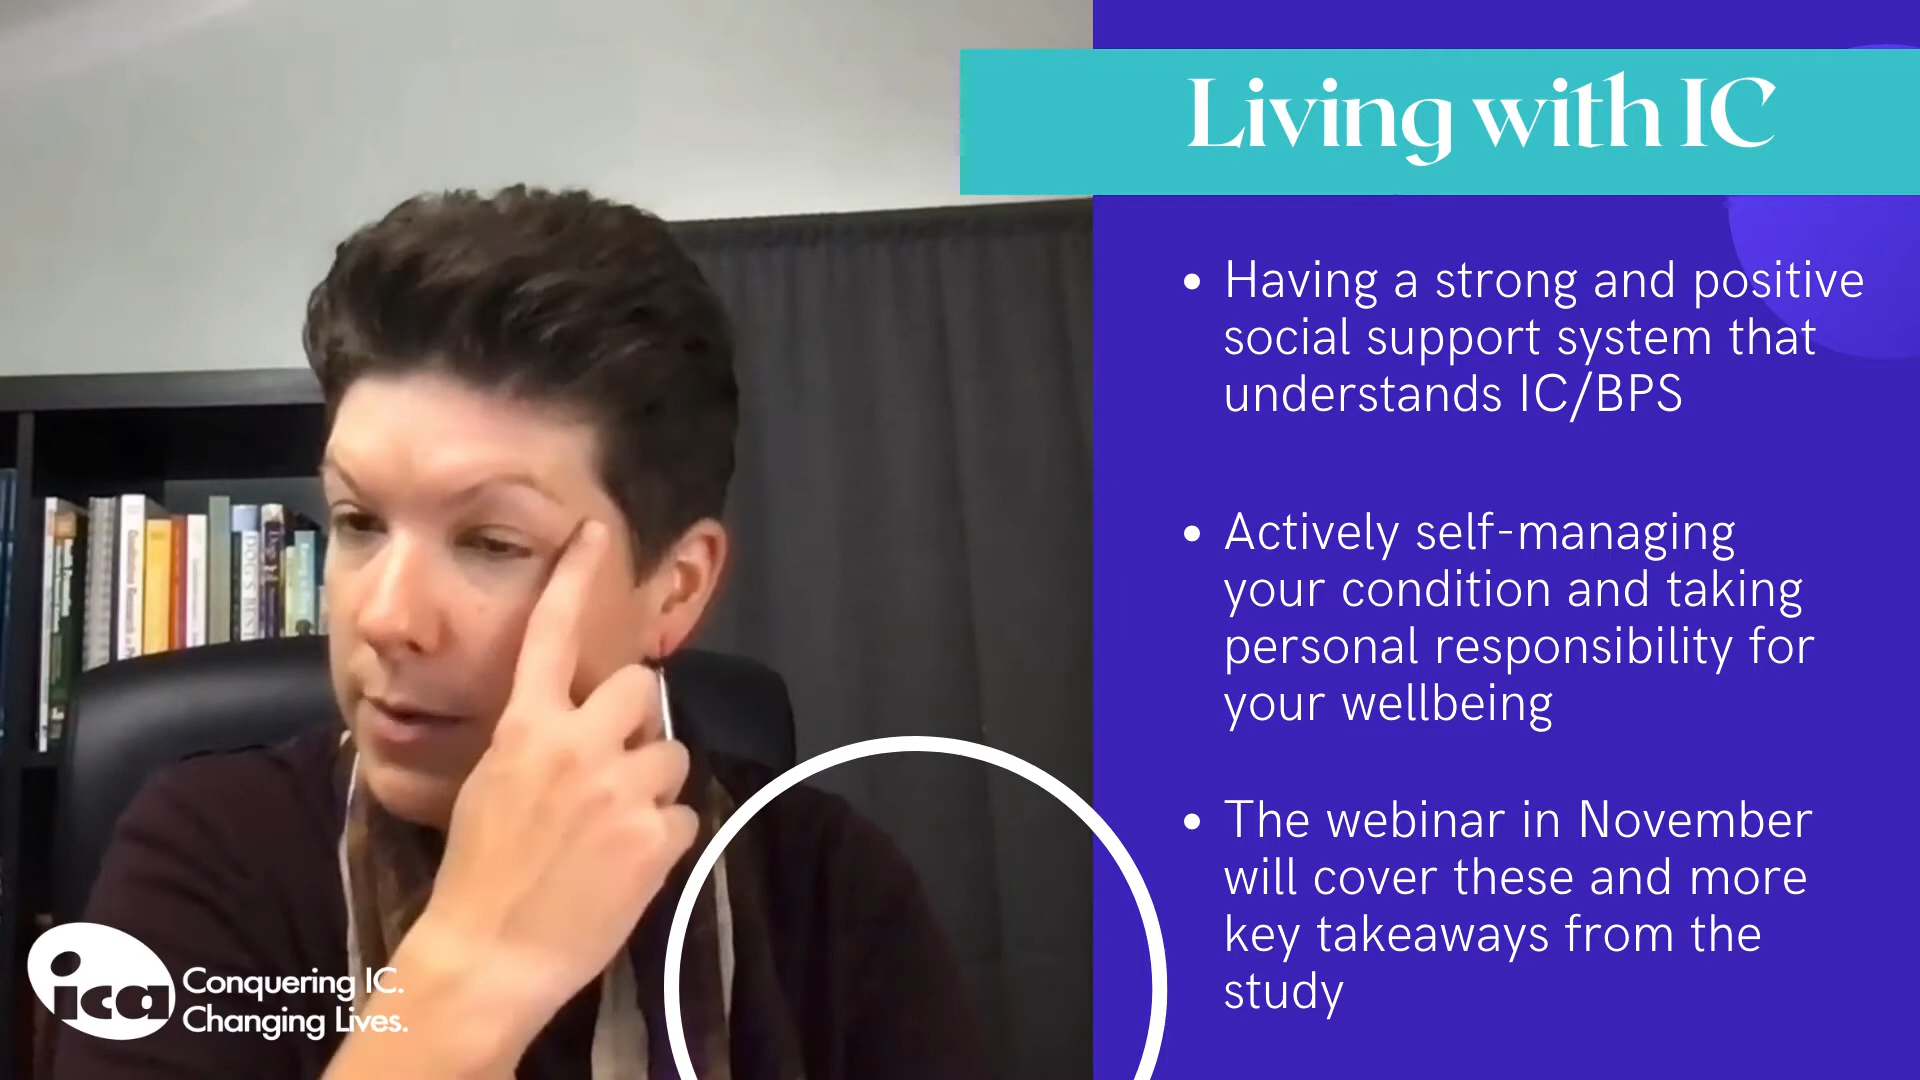 Living with IC
• Having a strong and positive
social support system that
understands IC/BPS
• Actively self-managing
your condition and taking
personal responsibility for
your wellbeing
• The webinar in November
will cover these and more
key takeaways from the
study
DOG'S BEST
ica
Conquering IC.
Changing Lives.